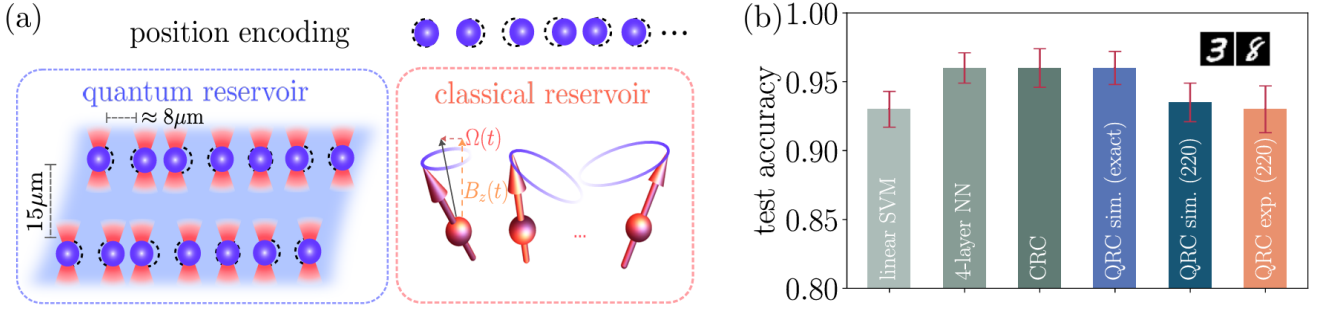 (a)
position encoding
...
quantum reservoir
≈ 8μm
15μm
classical reservoir
Ω(t)
B_z(t)
...
(b)
test accuracy
1.00
0.95
0.90
0.85
0.80
3 8
linear SVM
4-layer NN
CRC
QRC sim. (exact)
QRC sim. (220)
QRC exp. (220)